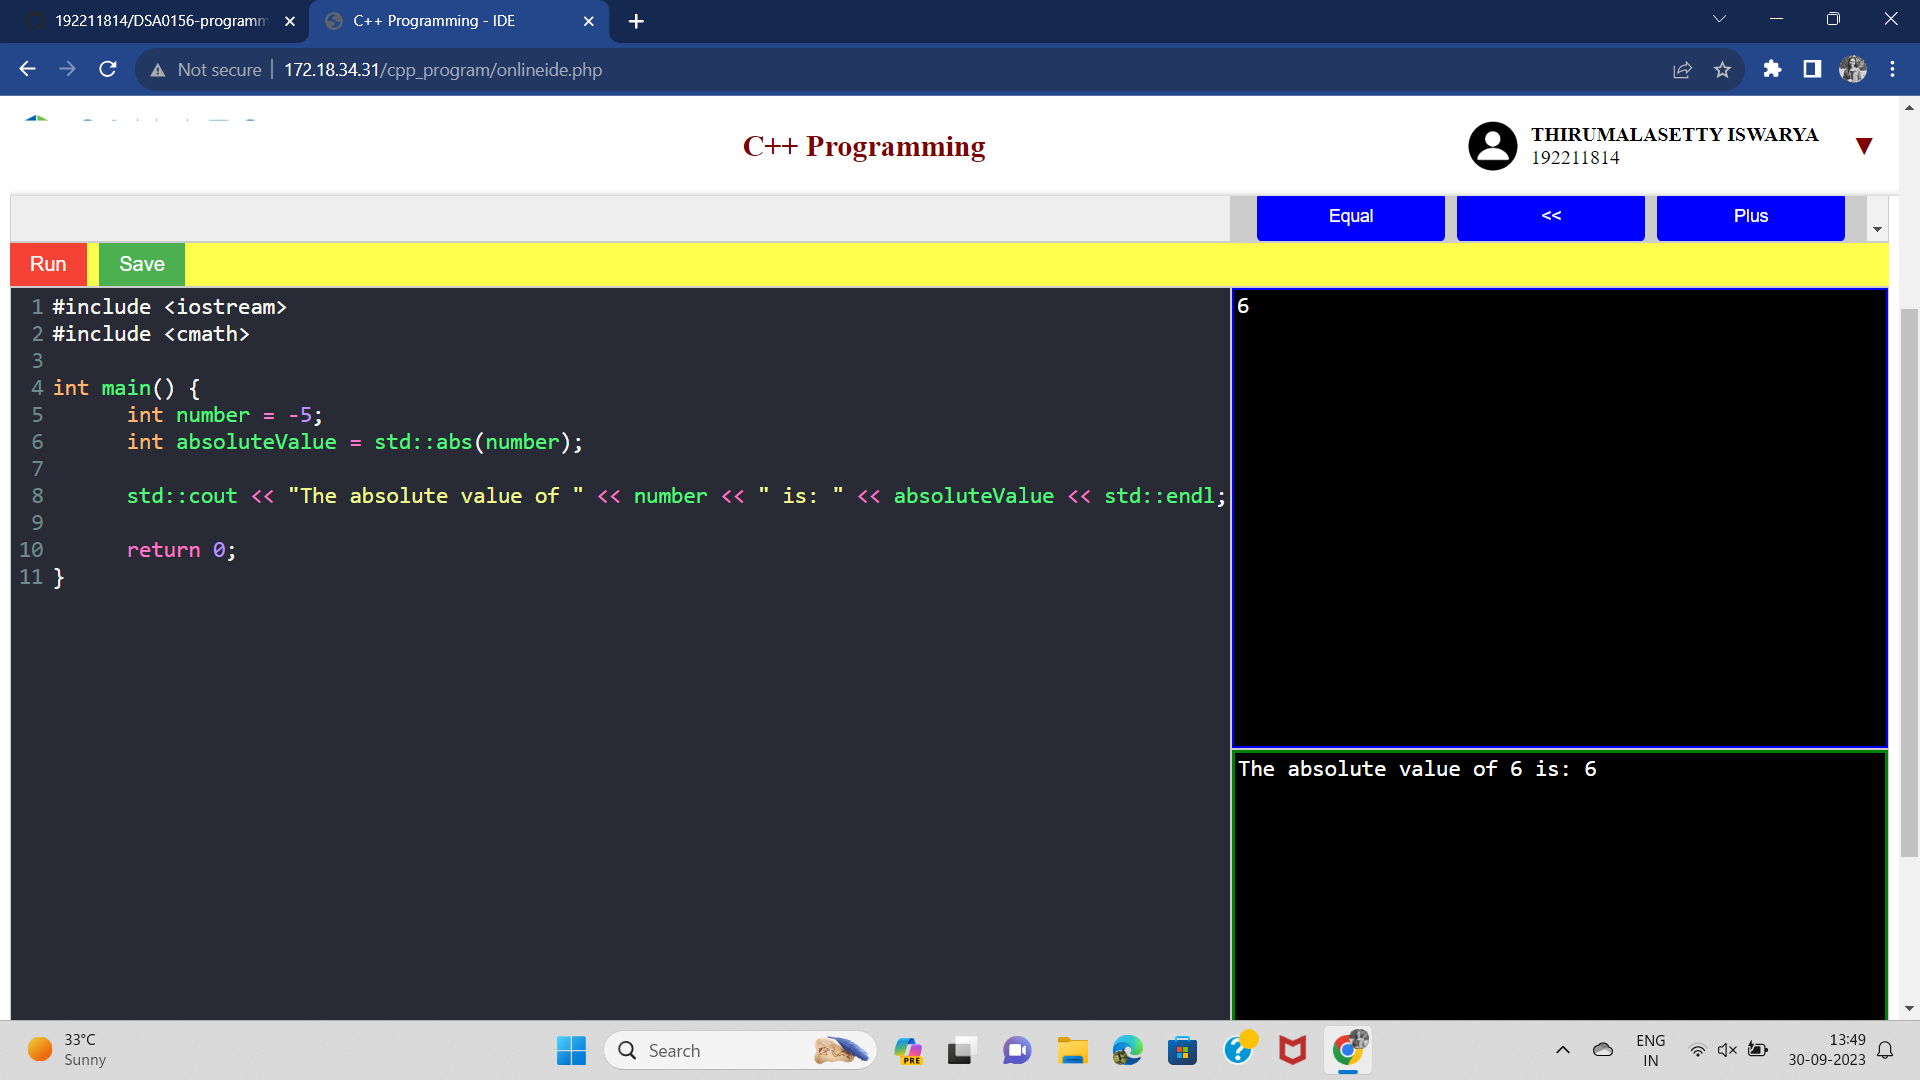 192211814/DSA0156-programm
C++ Programming - IDE
Not secure
172.18.34.31/cpp_program/onlineide.php
C++ Programming
THIRUMALASETTY ISWARYA
192211814
Equal
<<
Plus
Run
Save
1 #include <iostream>
2 #include <cmath>
3
4 int main() {
5 int number = -5;
6 int absoluteValue = std::abs(number);
7
8 std::cout << "The absolute value of " << number << " is: " << absoluteValue << std::endl;
9
10 return 0;
11 }
6
The absolute value of 6 is: 6
33°C
Sunny
Search
PRE
ENG
IN
13:49
30-09-2023